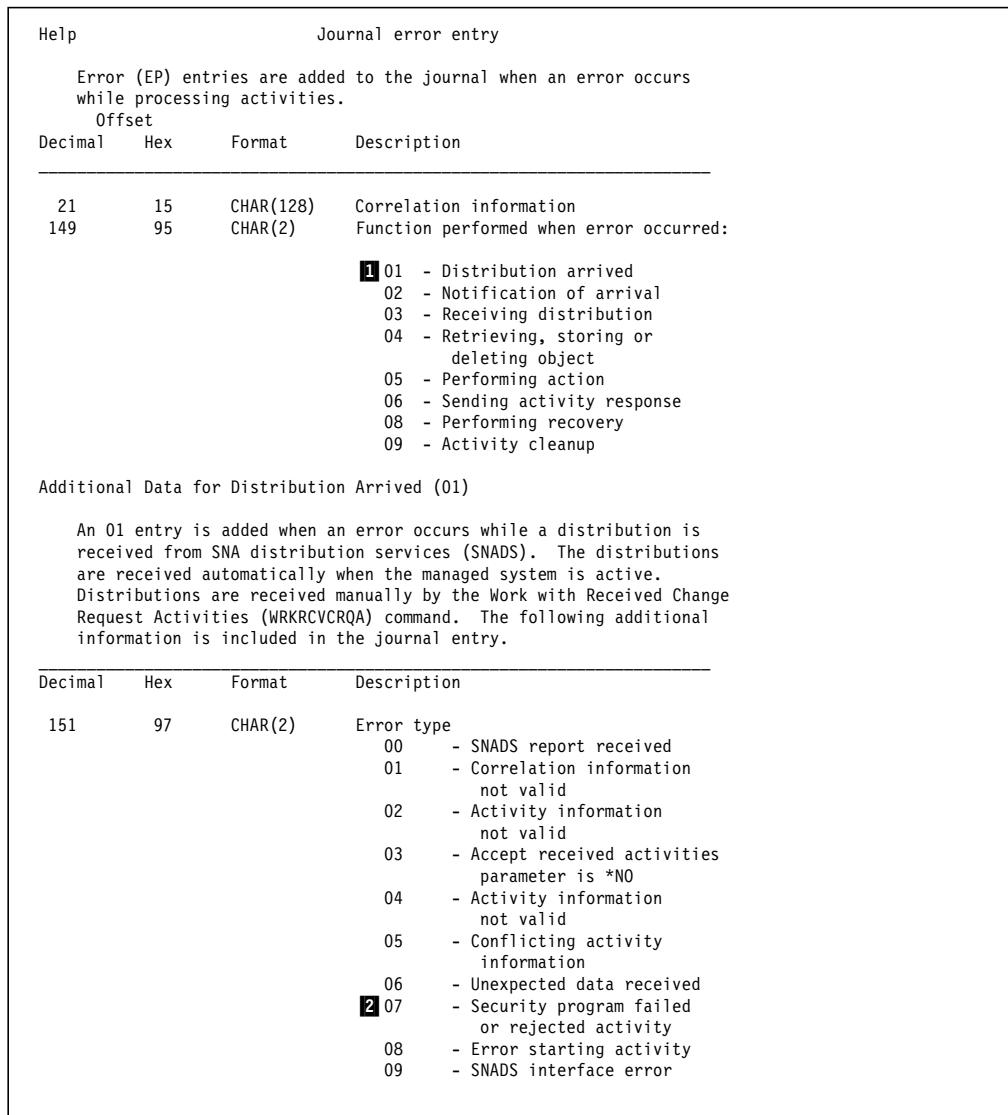 Help Journal error entry
Error (EP) entries are added to the journal when an error occurs
while processing activities.
Offset
Decimal Hex Format Description
21 15 CHAR(128) Correlation information
149 95 CHAR(2) Function performed when error occurred:
1 01 - Distribution arrived
02 - Notification of arrival
03 - Receiving distribution
04 - Retrieving, storing or
deleting object
05 - Performing action
06 - Sending activity response
08 - Performing recovery
09 - Activity cleanup
Additional Data for Distribution Arrived (01)
An 01 entry is added when an error occurs while a distribution is
received from SNA distribution services (SNADS). The distributions
are received automatically when the managed system is active.
Distributions are received manually by the Work with Received Change
Request Activities (WRKRCVCRQA) command. The following additional
information is included in the journal entry.
Decimal Hex Format Description
151 97 CHAR(2) Error type
00 - SNADS report received
01 - Correlation information
not valid
02 - Activity information
not valid
03 - Accept received activities
parameter is *NO
04 - Activity information
not valid
05 - Conflicting activity
information
06 - Unexpected data received
2 07 - Security program failed
or rejected activity
08 - Error starting activity
09 - SNADS interface error